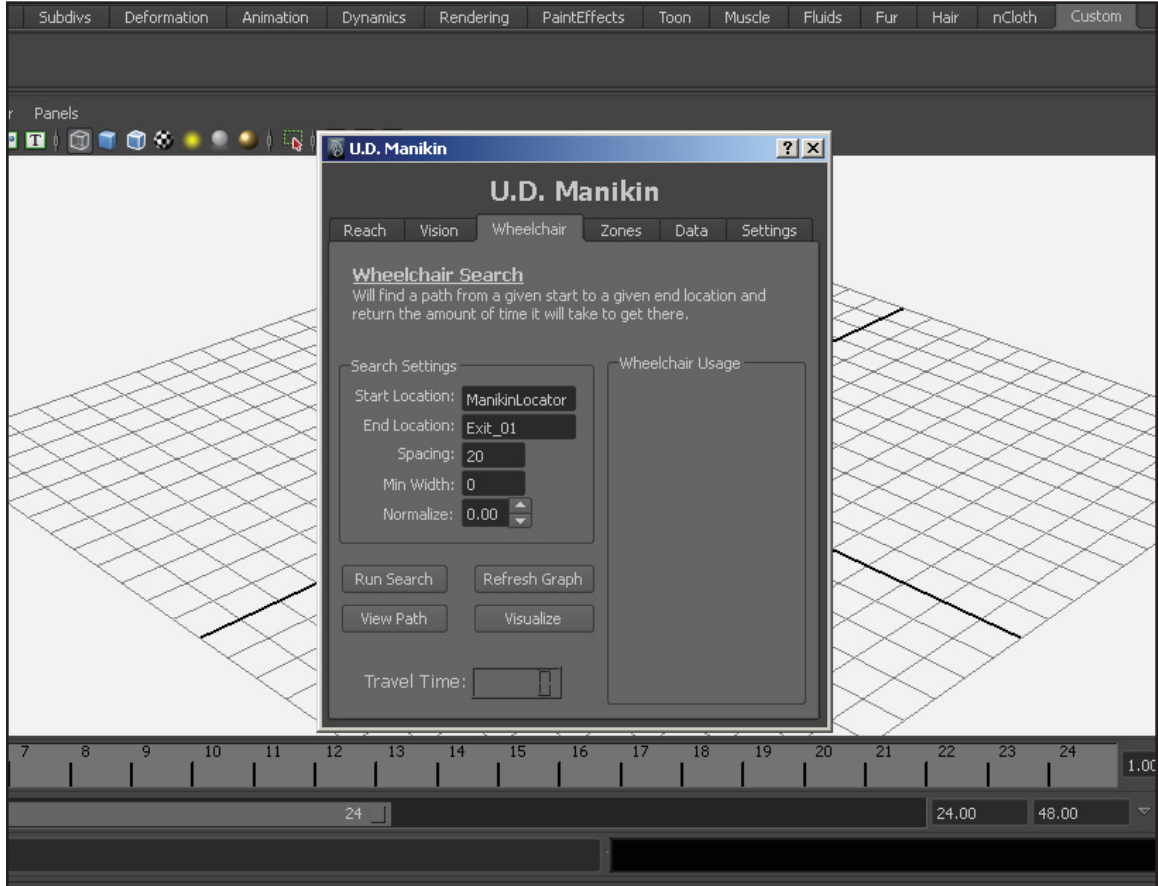 Subdivs Deformation Animation Dynamics Rendering PaintEffects Toon Muscle Fluids Fur Hair nCloth Custom
r Panels
T
U.D. Manikin
U.D. Manikin
Reach Vision Wheelchair Zones Data Settings
Wheelchair Search
Will find a path from a given start to a given end location and
return the amount of time it will take to get there.
Search Settings
Start Location: ManikinLocator
End Location: Exit_01
Spacing: 20
Min Width: 0
Normalize: 0.00
Run Search Refresh Graph
View Path Visualize
Travel Time: 0
Wheelchair Usage
7 8 9 10 11 12 13 14 15 16 17 18 19 20 21 22 23 24
1.00
24 24.00 48.00